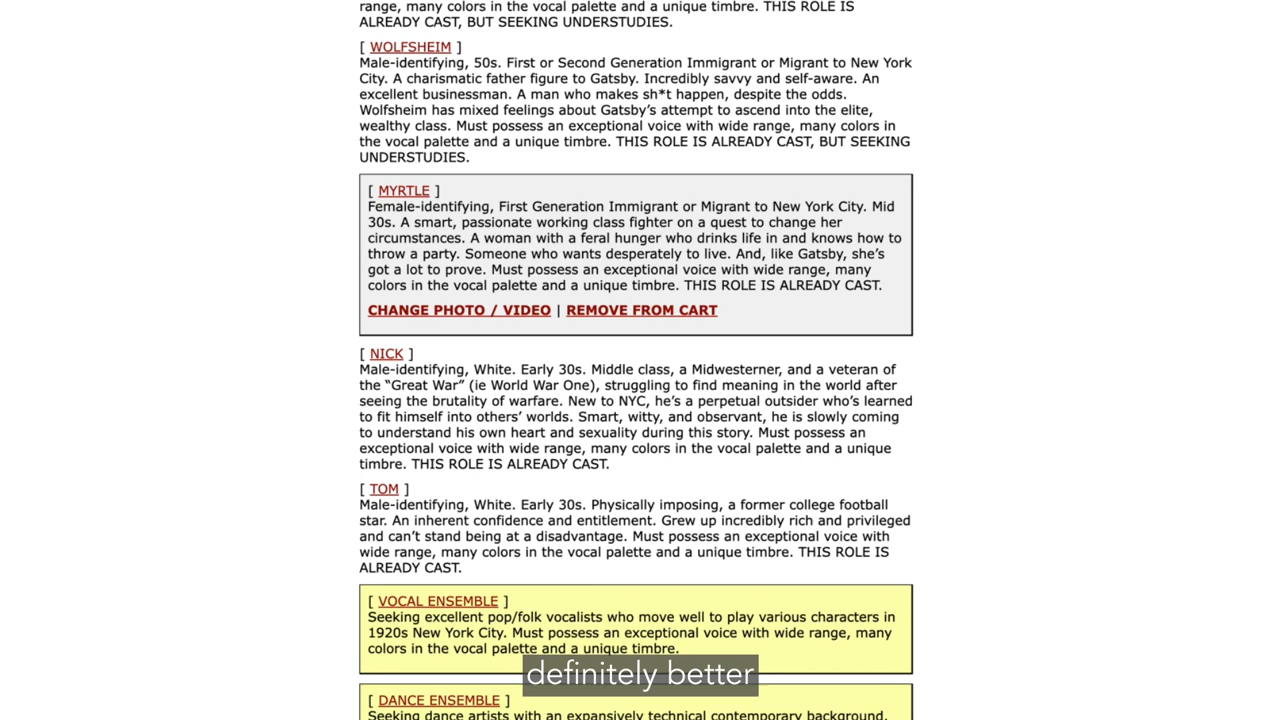 range, many colors in the vocal palette and a unique timbre. THIS ROLE IS
ALREADY CAST, BUT SEEKING UNDERSTUDIES.
[ WOLFSHEIM ]
Male-identifying, 50s. First or Second Generation Immigrant or Migrant to New York
City. A charismatic father figure to Gatsby. Incredibly savvy and self-aware. An
excellent businessman. A man who makes sh*t happen, despite the odds.
Wolfsheim has mixed feelings about Gatsby’s attempt to ascend into the elite,
wealthy class. Must possess an exceptional voice with wide range, many colors in
the vocal palette and a unique timbre. THIS ROLE IS ALREADY CAST, BUT SEEKING
UNDERSTUDIES.
[ MYRTLE ]
Female-identifying, First Generation Immigrant or Migrant to New York City. Mid
30s. A smart, passionate working class fighter on a quest to change her
circumstances. A woman with a feral hunger who drinks life in and knows how to
throw a party. Someone who wants desperately to live. And, like Gatsby, she’s
got a lot to prove. Must possess an exceptional voice with wide range, many
colors in the vocal palette and a unique timbre. THIS ROLE IS ALREADY CAST.
CHANGE PHOTO / VIDEO | REMOVE FROM CART
[ NICK ]
Male-identifying, White. Early 30s. Middle class, a Midwesterner, and a veteran of
the “Great War” (ie World War One), struggling to find meaning in the world after
seeing the brutality of warfare. New to NYC, he’s a perpetual outsider who’s learned
to fit himself into others’ worlds. Smart, witty, and observant, he is slowly coming
to understand his own heart and sexuality during this story. Must possess an
exceptional voice with wide range, many colors in the vocal palette and a unique
timbre. THIS ROLE IS ALREADY CAST.
[ TOM ]
Male-identifying, White. Early 30s. Physically imposing, a former college football
star. An inherent confidence and entitlement. Grew up incredibly rich and privileged
and can’t stand being at a disadvantage. Must possess an exceptional voice with
wide range, many colors in the vocal palette and a unique timbre. THIS ROLE IS
ALREADY CAST.
[ VOCAL ENSEMBLE ]
Seeking excellent pop/folk vocalists who move well to play various characters in
1920s New York City. Must possess an exceptional voice with wide range, many
colors in the vocal palette and a unique timbre.
definitely better
[ DANCE ENSEMBLE ]
Seeking dance artists with an expansively technical contemporary background,